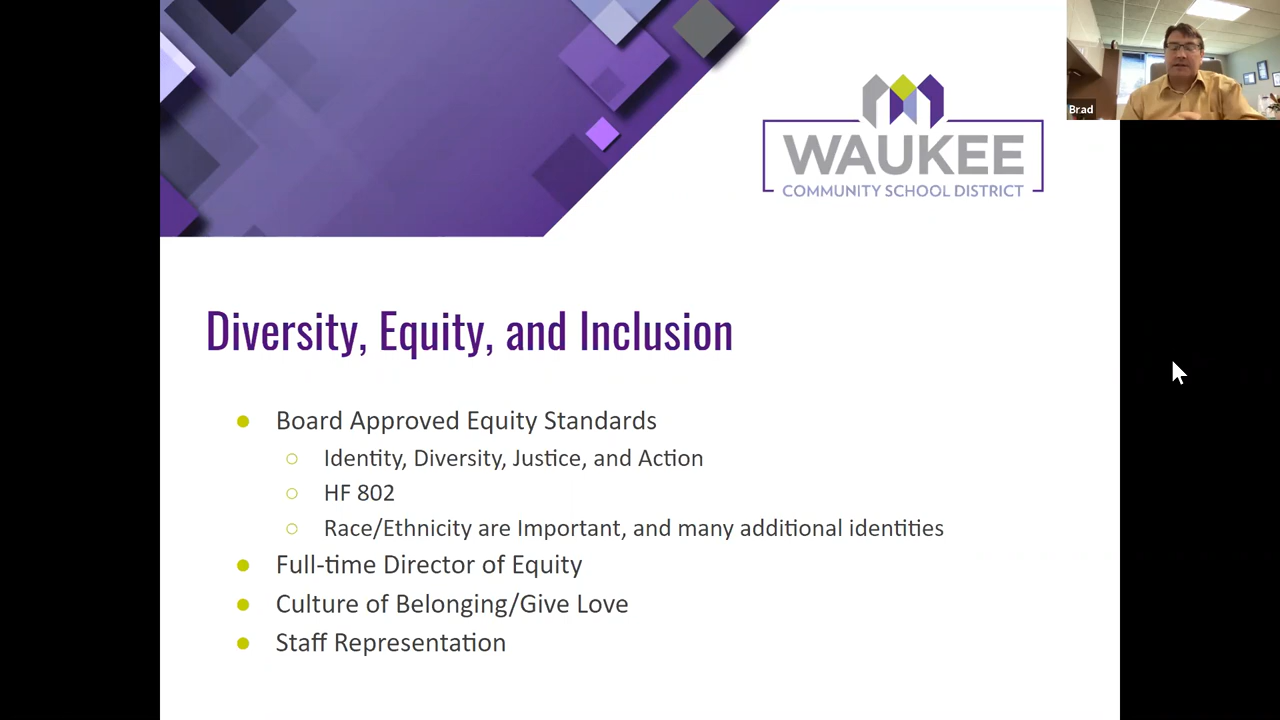 Brad
WAUKEE
COMMUNITY SCHOOL DISTRICT
Diversity, Equity, and Inclusion
Board Approved Equity Standards
Identity, Diversity, Justice, and Action
HF 802
Race/Ethnicity are Important, and many additional identities
Full-time Director of Equity
Culture of Belonging/Give Love
Staff Representation